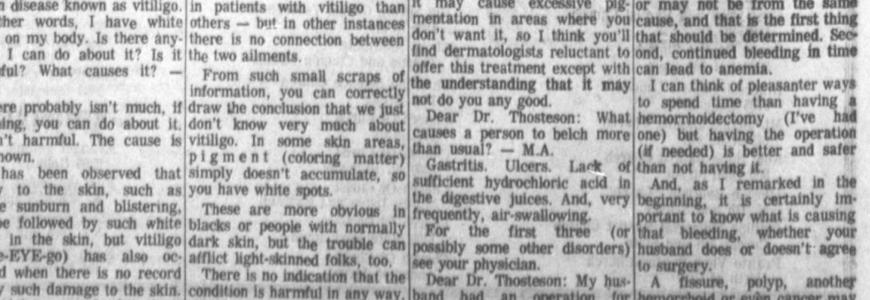 n disease known as vitiligo.
ther words, I have white
on my body. Is there any-
I can do about it? Is it
ful? What causes it? —
ere probably isn't much, if
ing, you can do about it.
n't harmful. The cause is
nown.
has been observed that
y to the skin, such as
e sunburn and blistering,
be followed by such white
in the skin, but vitiligo
e-EYE-go) has also oc-
d when there is no record
y such damage to the skin.
in patients with vitiligo than
others — but in other instances
there is no connection between
the two ailments.
From such small scraps of
information, you can correctly
draw the conclusion that we just
don't know very much about
vitiligo. In some skin areas,
pigment (coloring matter)
simply doesn't accumulate, so
you have white spots.
These are more obvious in
blacks or people with normally
dark skin, but the trouble can
afflict light-skinned folks, too.
There is no indication that the
condition is harmful in any way.
it may cause excessive pig-
mentation in areas where you
don't want it, so I think you'll
find dermatologists reluctant to
offer this treatment except with
the understanding that it may
not do you any good.
Dear Dr. Thosteson: What
causes a person to belch more
than usual? — M.A.
Gastritis. Ulcers. Lack of
sufficient hydrochloric acid in
the digestive juices. And, very
frequently, air-swallowing.
For the first three (or
possibly some other disorders)
see your physician.
Dear Dr. Thosteson: My hus-
band had an operation for
or may not be from the same
cause, and that is the first thing
that should be determined. Sec-
ond, continued bleeding in time
can lead to anemia.
I can think of pleasanter ways
to spend time than having a
hemorrhoidectomy (I've had
one) but having the operation
(if needed) is better and safer
than not having it.
And, as I remarked in the
beginning, it is certainly im-
portant to know what is causing
that bleeding, whether your
husband does or doesn't agree
to surgery.
A fissure, polyp, another
hemorrhoid or even cancer may